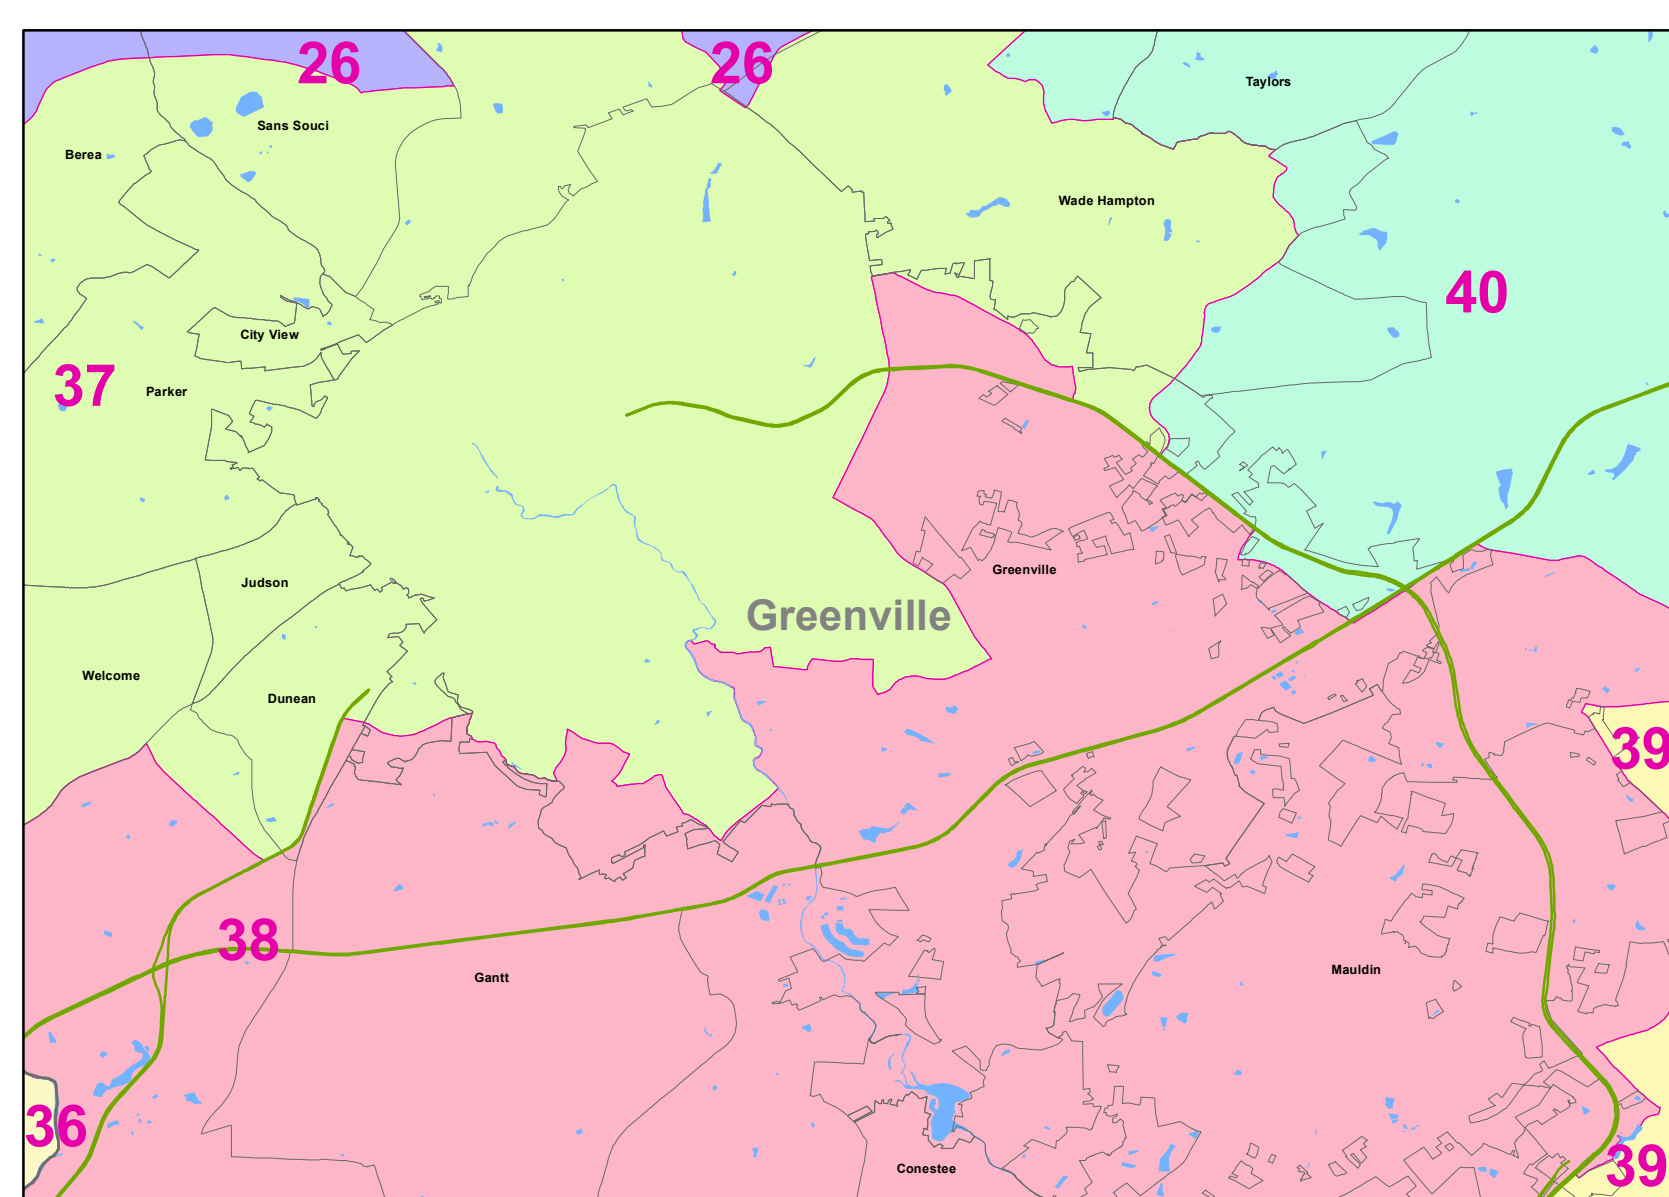 26
26
Taylors
Sans Souci
Berea
Wade Hampton
40
City View
37
Parker
Greenville
Judson
Greenville
Welcome
Dunean
39
38
Gantt
Mauldin
36
Conestee
39